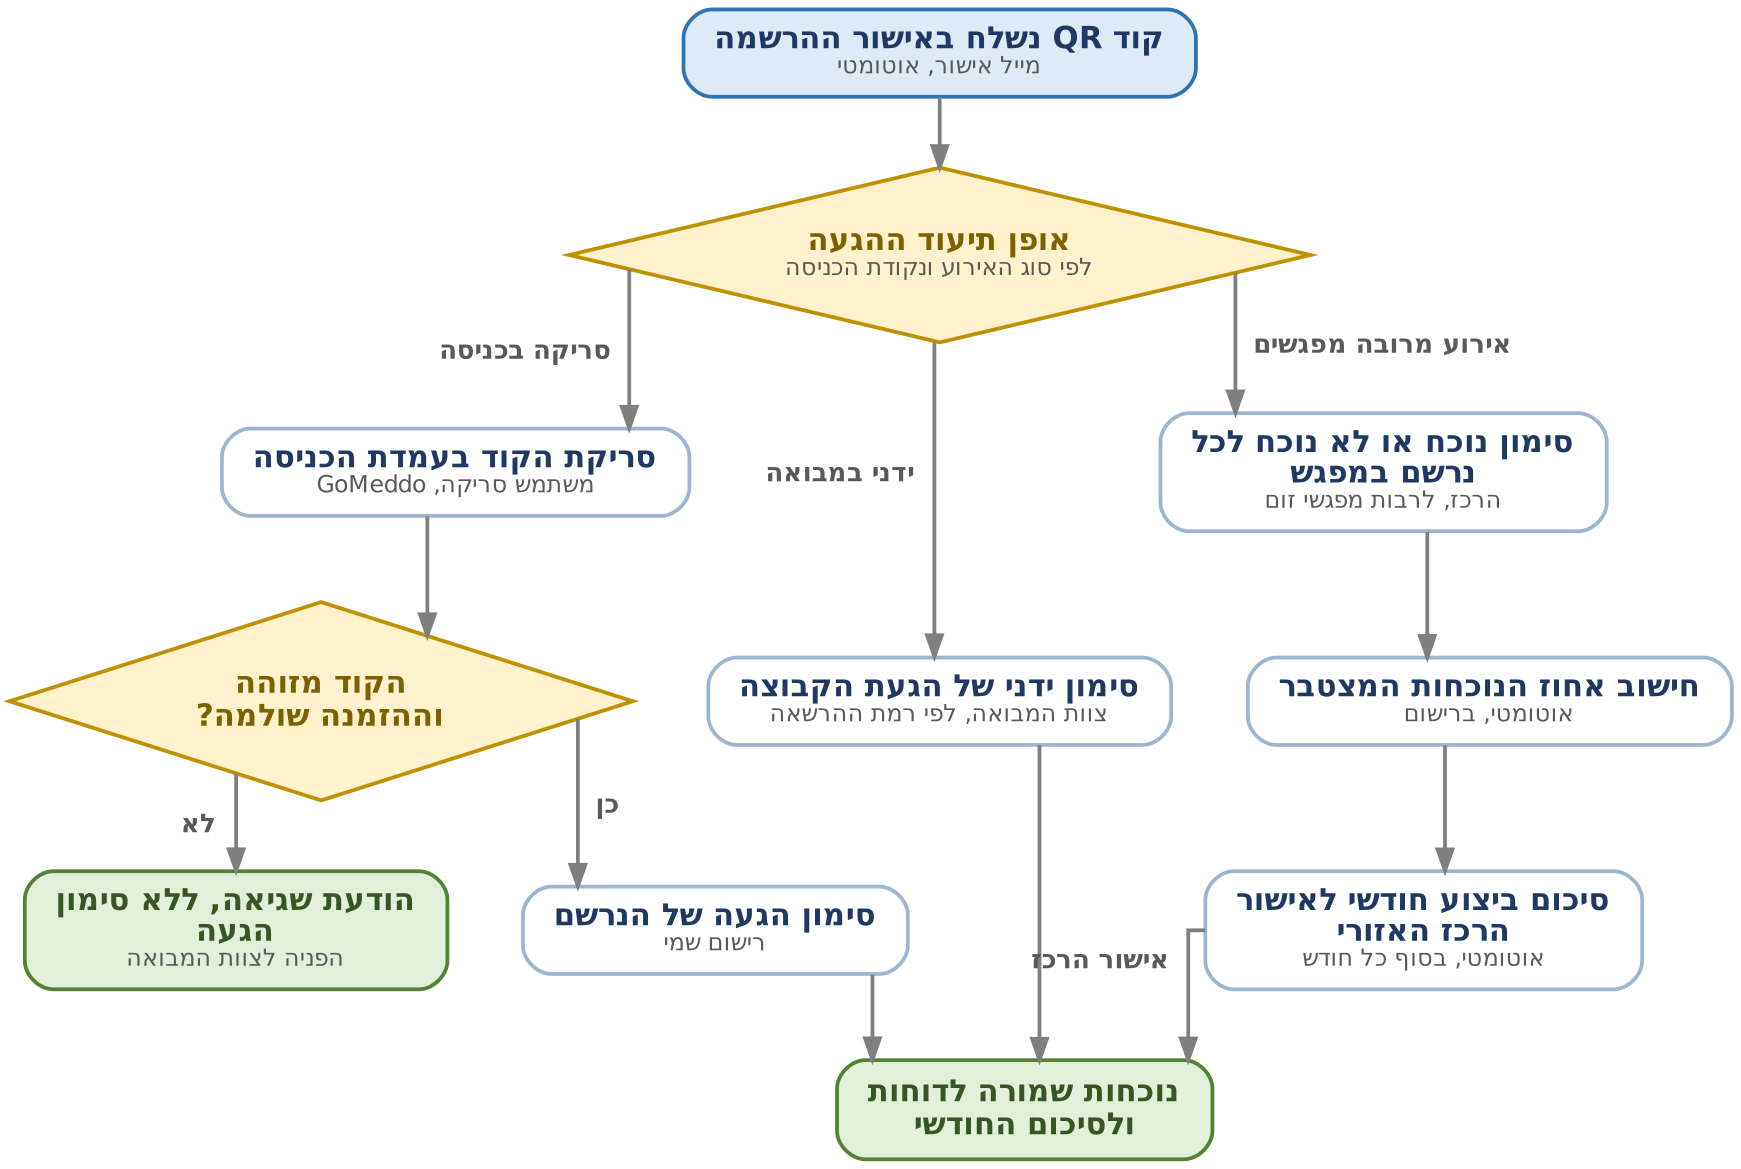 קוד QR נשלח באישור ההרשמה
מייל אישור, אוטומטי
אופן תיעוד ההגעה
לפי סוג האירוע ונקודת הכניסה
אירוע מרובה מפגשים
סריקה בכניסה
ידני במבואה
סימון נוכח או לא נוכח לכל
נרשם במפגש
הרכז, לרבות מפגשי זום
סריקת הקוד בעמדת הכניסה
משתמש סריקה, GoMeddo
חישוב אחוז הנוכחות המצטבר
אוטומטי, ברישום
סימון ידני של הגעת הקבוצה
צוות המבואה, לפי רמת ההרשאה
הקוד מזוהה
וההזמנה שולמה?
כן
לא
סיכום ביצוע חודשי לאישור
הרכז האזורי
אוטומטי, בסוף כל חודש
אישור הרכז
סימון הגעה של הנרשם
רישום שמי
הודעת שגיאה, ללא סימון
הגעה
הפניה לצוות המבואה
נוכחות שמורה לדוחות
ולסיכום החודשי